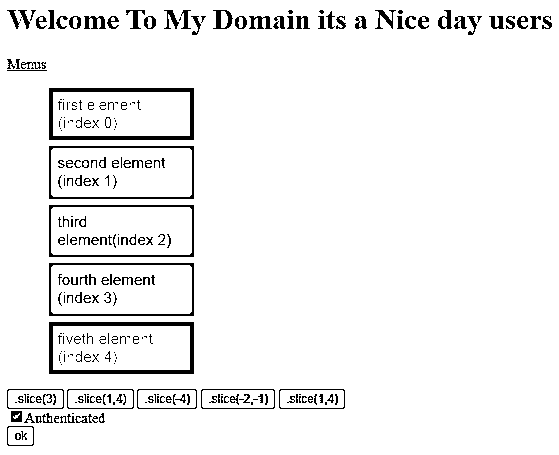 Welcome To My Domain its a Nice day users
Menus
first element
(index 0)
second element
(index 1)
third
element(index 2)
fourth element
(index 3)
fiveth element
(index 4)
.slice(3) .slice(1,4) .slice(-4) .slice(-2,-1) .slice(1,4)
Authenticated
ok